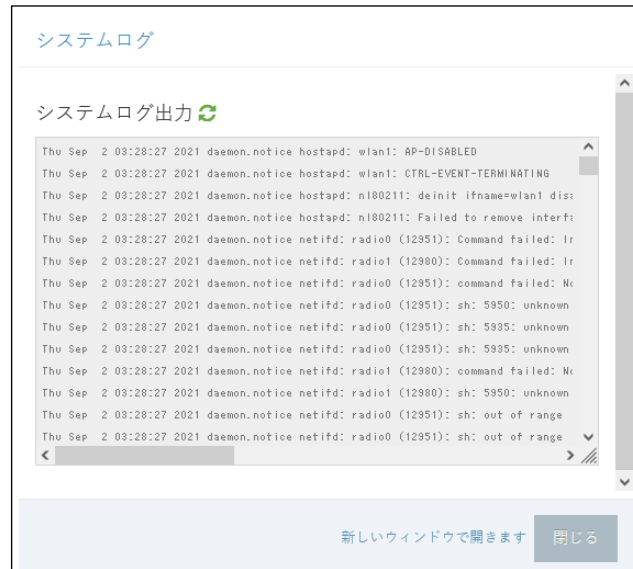 システムログ
システムログ出力
Thu Sep 2 03:28:27 2021 daemon.notice hostapd: wlan1: AP-DISABLED
Thu Sep 2 03:28:27 2021 daemon.notice hostapd: wlan1: CTRL-EVENT-TERMINATING
Thu Sep 2 03:28:27 2021 daemon.notice hostapd: nl80211: deinit ifname=wlan1 disa
Thu Sep 2 03:28:27 2021 daemon.notice hostapd: nl80211: Failed to remove interfa
Thu Sep 2 03:28:27 2021 daemon.notice netifd: radio0 (12951): Command failed: In
Thu Sep 2 03:28:27 2021 daemon.notice netifd: radio1 (12980): Command failed: In
Thu Sep 2 03:28:27 2021 daemon.notice netifd: radio0 (12951): command failed: No
Thu Sep 2 03:28:27 2021 daemon.notice netifd: radio0 (12951): sh: 5950: unknown
Thu Sep 2 03:28:27 2021 daemon.notice netifd: radio0 (12951): sh: 5935: unknown
Thu Sep 2 03:28:27 2021 daemon.notice netifd: radio0 (12951): sh: 5935: unknown
Thu Sep 2 03:28:27 2021 daemon.notice netifd: radio1 (12980): command failed: No
Thu Sep 2 03:28:27 2021 daemon.notice netifd: radio1 (12980): sh: 5950: unknown
Thu Sep 2 03:28:27 2021 daemon.notice netifd: radio0 (12951): sh: out of range
Thu Sep 2 03:28:27 2021 daemon.notice netifd: radio0 (12951): sh: out of range
新しいウィンドウで開きます 閉じる